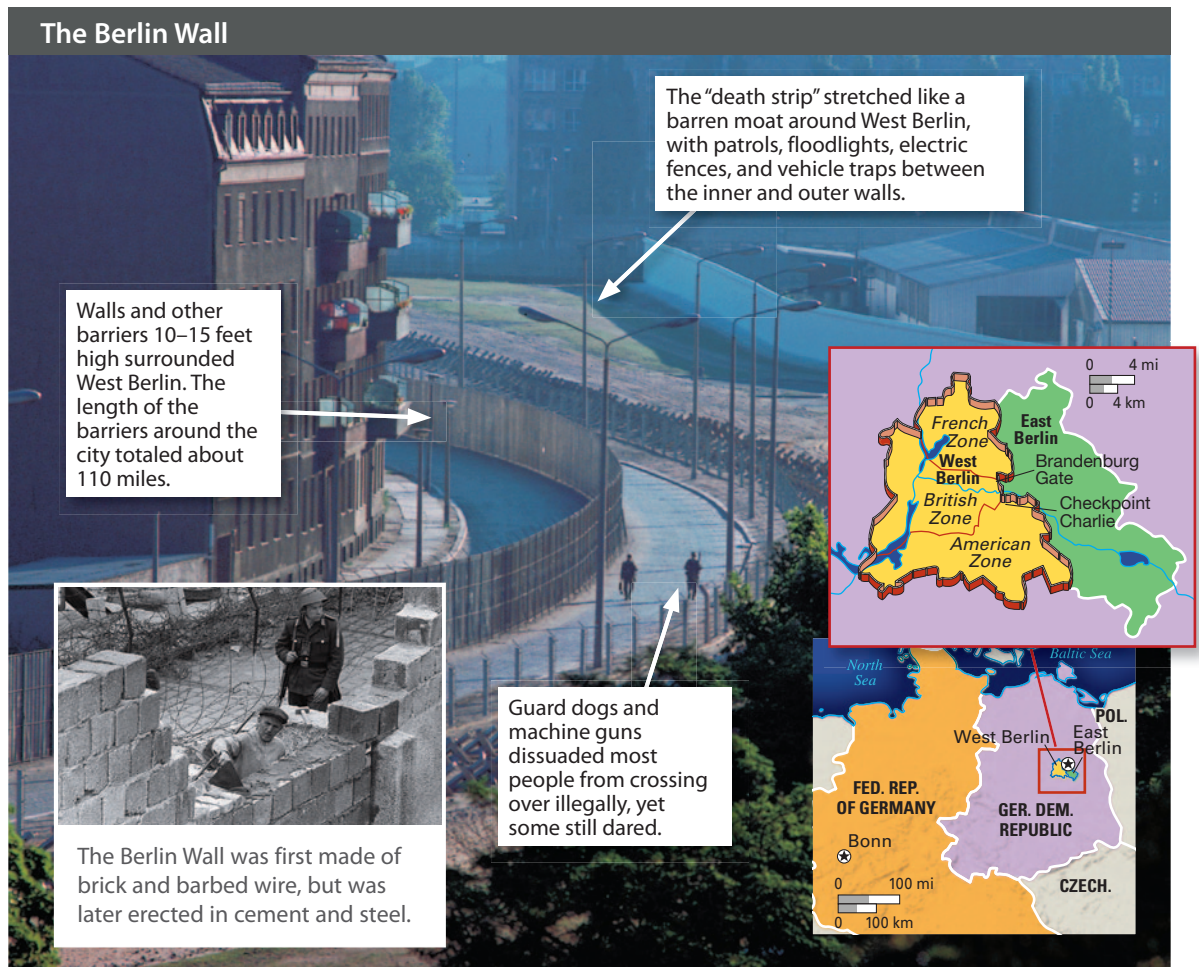 The Berlin Wall
The “death strip” stretched like a
barren moat around West Berlin,
with patrols, floodlights, electric
fences, and vehicle traps between
the inner and outer walls.
Walls and other
barriers 10–15 feet
high surrounded
West Berlin. The
length of the
barriers around the
city totaled about
110 miles.
Guard dogs and
machine guns
dissuaded most
people from crossing
over illegally, yet
some still dared.
The Berlin Wall was first made of
brick and barbed wire, but was
later erected in cement and steel.
0 4 mi
0 4 km
French
Zone
East
Berlin
West
Berlin
Brandenburg
Gate
British
Zone
Checkpoint
Charlie
American
Zone
North
Sea
Baltic Sea
POL.
West Berlin
East
Berlin
FED. REP.
OF GERMANY
GER. DEM.
REPUBLIC
Bonn
CZECH.
0 100 mi
0 100 km